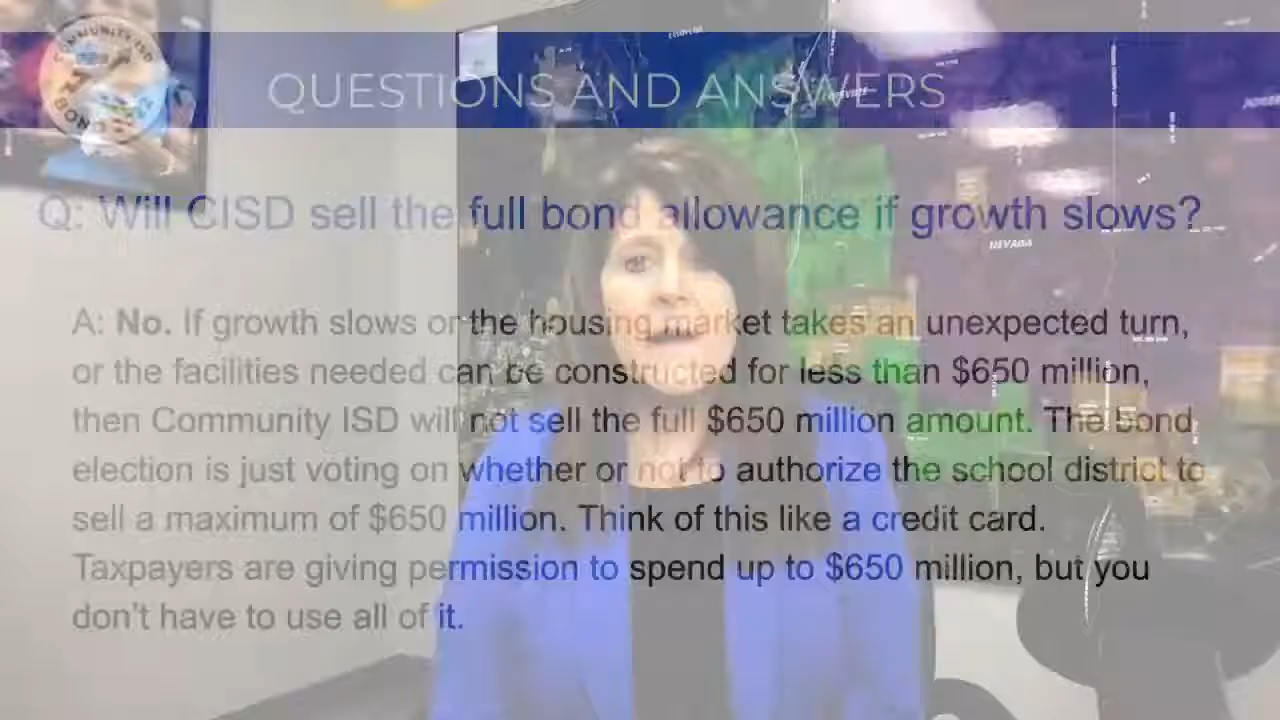 COMMUNITY ISD
QUESTIONS AND ANSWERS
Q: Will CISD sell the full bond allowance if growth slows?
NEVADA
A: No. If growth slows or the housing market takes an unexpected turn,
or the facilities needed can be constructed for less than $650 million,
then Community ISD will not sell the full $650 million amount. The bond
election is just voting on whether or not to authorize the school district to
sell a maximum of $650 million. Think of this like a credit card.
Taxpayers are giving permission to spend up to $650 million, but you
don't have to use all of it.